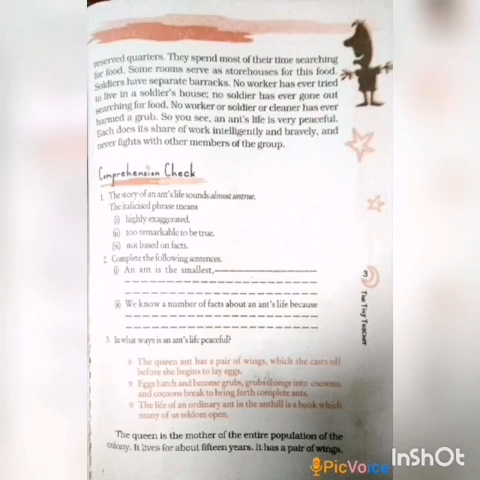 reserved quarters. They spend most of their time searching
for food. Some rooms serve as storehouses for this food.
Soldiers have separate barracks. No worker has ever tried
to live in a soldier's house; no soldier has ever gone out
searching for food. No worker or soldier or cleaner has ever
harmed a grub. So you see, an ant's life is very peaceful.
Each does its share of work intelligently and bravely, and
never fights with other members of the group.
Comprehension Check
1. The story of an ant's life sounds almost untrue.
The italicised phrase means
(i) highly exaggerated.
(ii) too remarkable to be true.
(iii) not based on facts.
2. Complete the following sentences.
(i) An ant is the smallest,
(ii) We know a number of facts about an ant's life because
3. In what ways is an ant's life peaceful?
The queen ant has a pair of wings, which she casts off
before she begins to lay eggs.
Eggs hatch and become grubs, grubs change into cocoons,
and cocoons break to bring forth complete ants.
The life of an ordinary ant in the anthill is a book which
many of us seldom open.
The queen is the mother of the entire population of the
colony. It lives for about fifteen years. It has a pair of wings,
3
The Tiny Teacher
PicVoice
InShOt